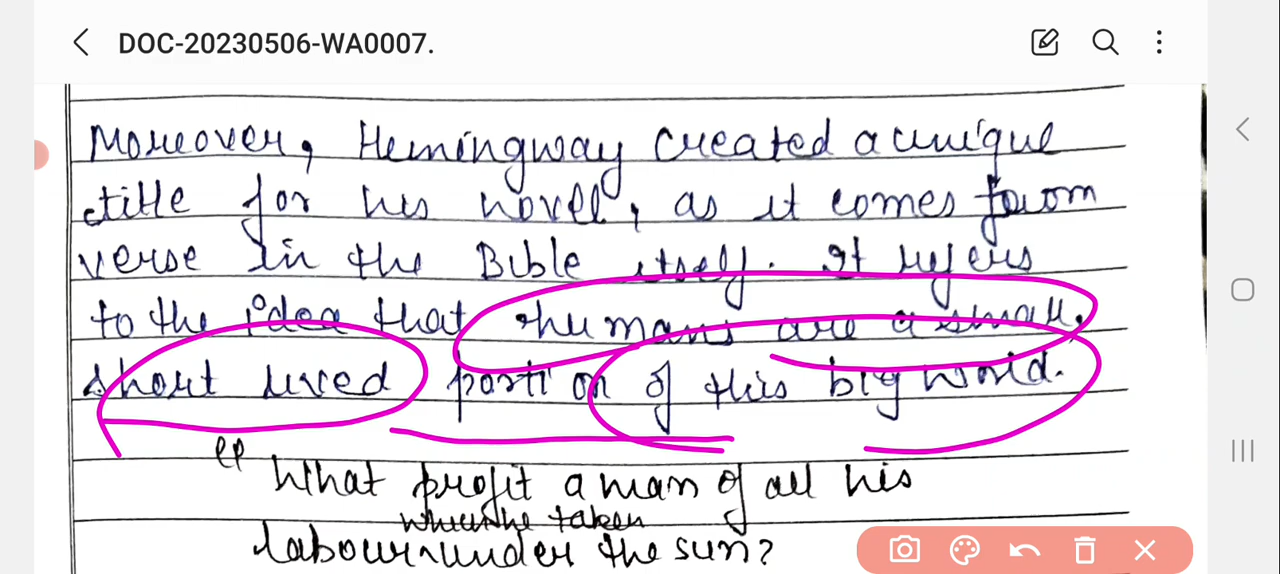 DOC-20230506-WA0007.
Moreover, Hemingway created a unique
title for his novel, as it comes from
verse in the Bible itself. It refers
to the idea that humans are a small,
short lived portion of this big world.
"What profit a man of all his
which he taken
labour under the sun?